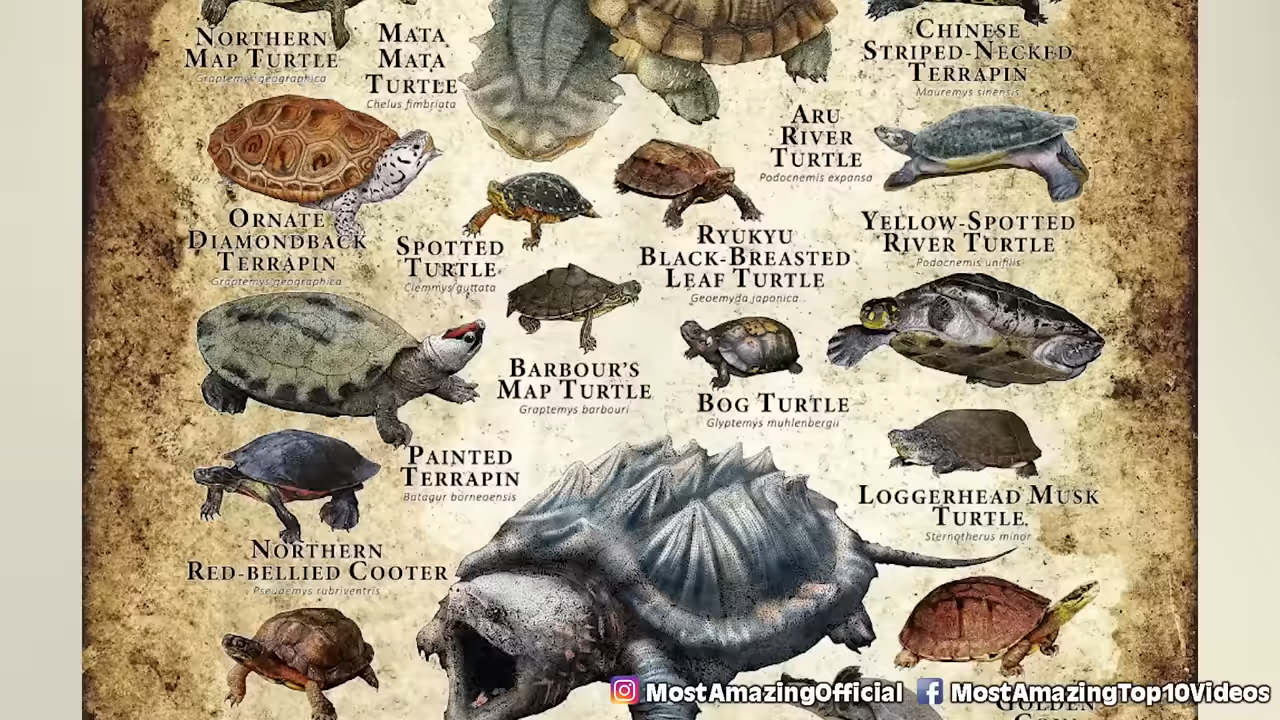 NORTHERN
MAP TURTLE
Graptemys geographica
MATA
MATA
TURTLE
Chelus fimbriata
CHINESE
STRIPED-NECKED
TERRAPIN
Mauremys sinensis
ARU
RIVER
TURTLE
Podocnemis expansa
ORNATE
DIAMONDBACK
TERRAPIN
Graptemys geographica
SPOTTED
TURTLE
Clemmys guttata
RYUKYU
BLACK-BREASTED
LEAF TURTLE
Geoemyda japonica
YELLOW-SPOTTED
RIVER TURTLE
Podocnemis unifilis
BARBOUR'S
MAP TURTLE
Graptemys barbouri
BOG TURTLE
Glyptemys muhlenbergii
PAINTED
TERRAPIN
Batagur borneoensis
LOGGERHEAD MUSK
TURTLE
Sternotherus minor
NORTHERN
RED-BELLIED COOTER
Pseudemys rubriventris
GOLDEN
MostAmazingOfficial
MostAmazingTop10Videos